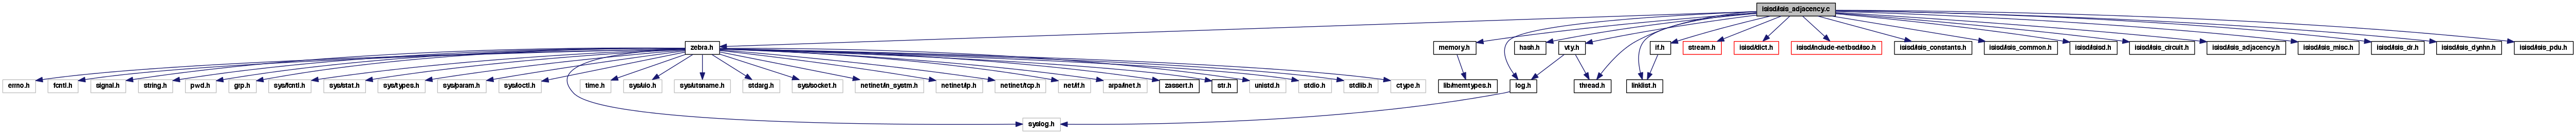 isisd/isis_adjacency.c
zebra.h
memory.h
hash.h
vty.h
if.h
stream.h
isisd/dict.h
isisd/include-netbsd/iso.h
isisd/isis_constants.h
isisd/isis_common.h
isisd/isisd.h
isisd/isis_circuit.h
isisd/isis_adjacency.h
isisd/isis_misc.h
isisd/isis_dr.h
isisd/isis_dynhn.h
isisd/isis_pdu.h
errno.h
fcntl.h
signal.h
string.h
pwd.h
grp.h
sys/fcntl.h
sys/stat.h
sys/types.h
sys/param.h
sys/ioctl.h
time.h
sys/uio.h
sys/utsname.h
stdarg.h
sys/socket.h
netinet/in_systm.h
netinet/ip.h
netinet/tcp.h
net/if.h
arpa/inet.h
zassert.h
str.h
unistd.h
stdio.h
stdlib.h
ctype.h
lib/memtypes.h
log.h
thread.h
linklist.h
syslog.h